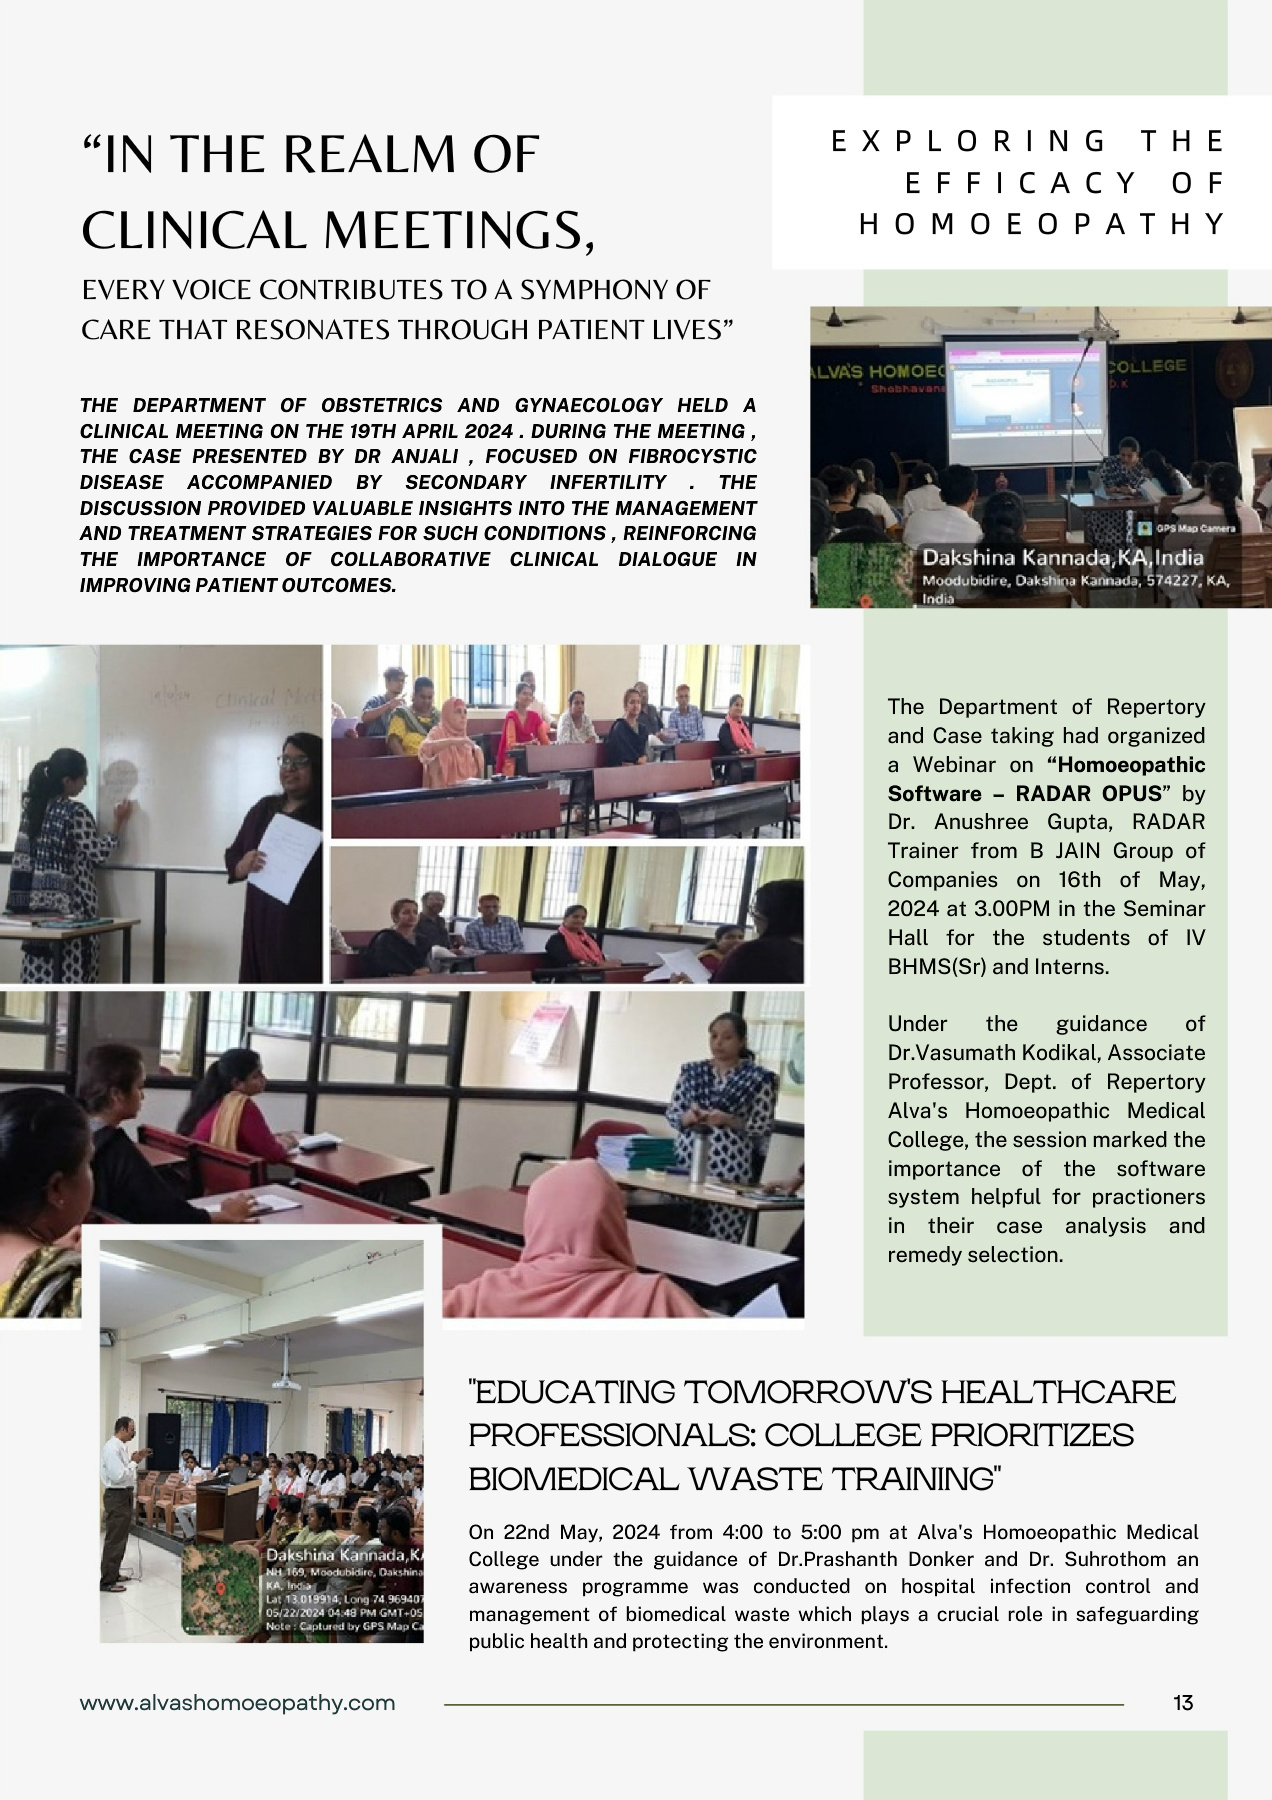 “IN THE REALM OF
CLINICAL MEETINGS,
EVERY VOICE CONTRIBUTES TO A SYMPHONY OF
CARE THAT RESONATES THROUGH PATIENT LIVES”
THE DEPARTMENT OF OBSTETRICS AND GYNAECOLOGY HELD A
CLINICAL MEETING ON THE 19TH APRIL 2024 . DURING THE MEETING ,
THE CASE PRESENTED BY DR ANJALI , FOCUSED ON FIBROCYSTIC
DISEASE ACCOMPANIED BY SECONDARY INFERTILITY . THE
DISCUSSION PROVIDED VALUABLE INSIGHTS INTO THE MANAGEMENT
AND TREATMENT STRATEGIES FOR SUCH CONDITIONS , REINFORCING
THE IMPORTANCE OF COLLABORATIVE CLINICAL DIALOGUE IN
IMPROVING PATIENT OUTCOMES.
EXPLORING THE
EFFICACY OF
HOMOEOPATHY
ALVA'S HOMOEO COLLEGE
Shobhavana D.K
GPS Map Camera
Dakshina Kannada,KA,India
Moodubidire, Dakshina Kannada, 574227, KA,
India
19/4/24 Clinical Meet
The Department of Repertory
and Case taking had organized
a Webinar on “Homoeopathic
Software – RADAR OPUS” by
Dr. Anushree Gupta, RADAR
Trainer from B JAIN Group of
Companies on 16th of May,
2024 at 3.00PM in the Seminar
Hall for the students of IV
BHMS(Sr) and Interns.
Under the guidance of
Dr.Vasumath Kodikal, Associate
Professor, Dept. of Repertory
Alva's Homoeopathic Medical
College, the session marked the
importance of the software
system helpful for practioners
in their case analysis and
remedy selection.
Dakshina Kannada,KA
NH 169, Moodubidire, Dakshina
KA, India
Lat 13.019914, Long 74.969407
05/22/2024 04:48 PM GMT+05
Note : Captured by GPS Map Ca
"EDUCATING TOMORROW'S HEALTHCARE
PROFESSIONALS: COLLEGE PRIORITIZES
BIOMEDICAL WASTE TRAINING"
On 22nd May, 2024 from 4:00 to 5:00 pm at Alva's Homoeopathic Medical
College under the guidance of Dr.Prashanth Donker and Dr. Suhrothom an
awareness programme was conducted on hospital infection control and
management of biomedical waste which plays a crucial role in safeguarding
public health and protecting the environment.
www.alvashomoeopathy.com
13